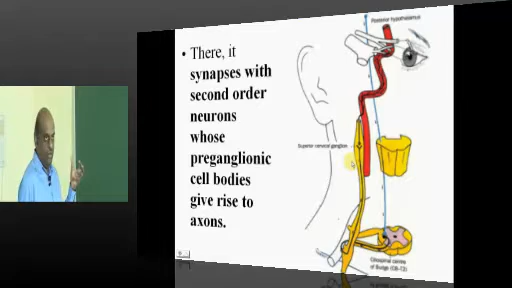 Posterior hypothalamus
• There, it
synapses with
second order
neurons
whose
preganglionic
cell bodies
give rise to
axons.
Superior cervical ganglion
Ciliospinal centre
of Budge (C8-T2)